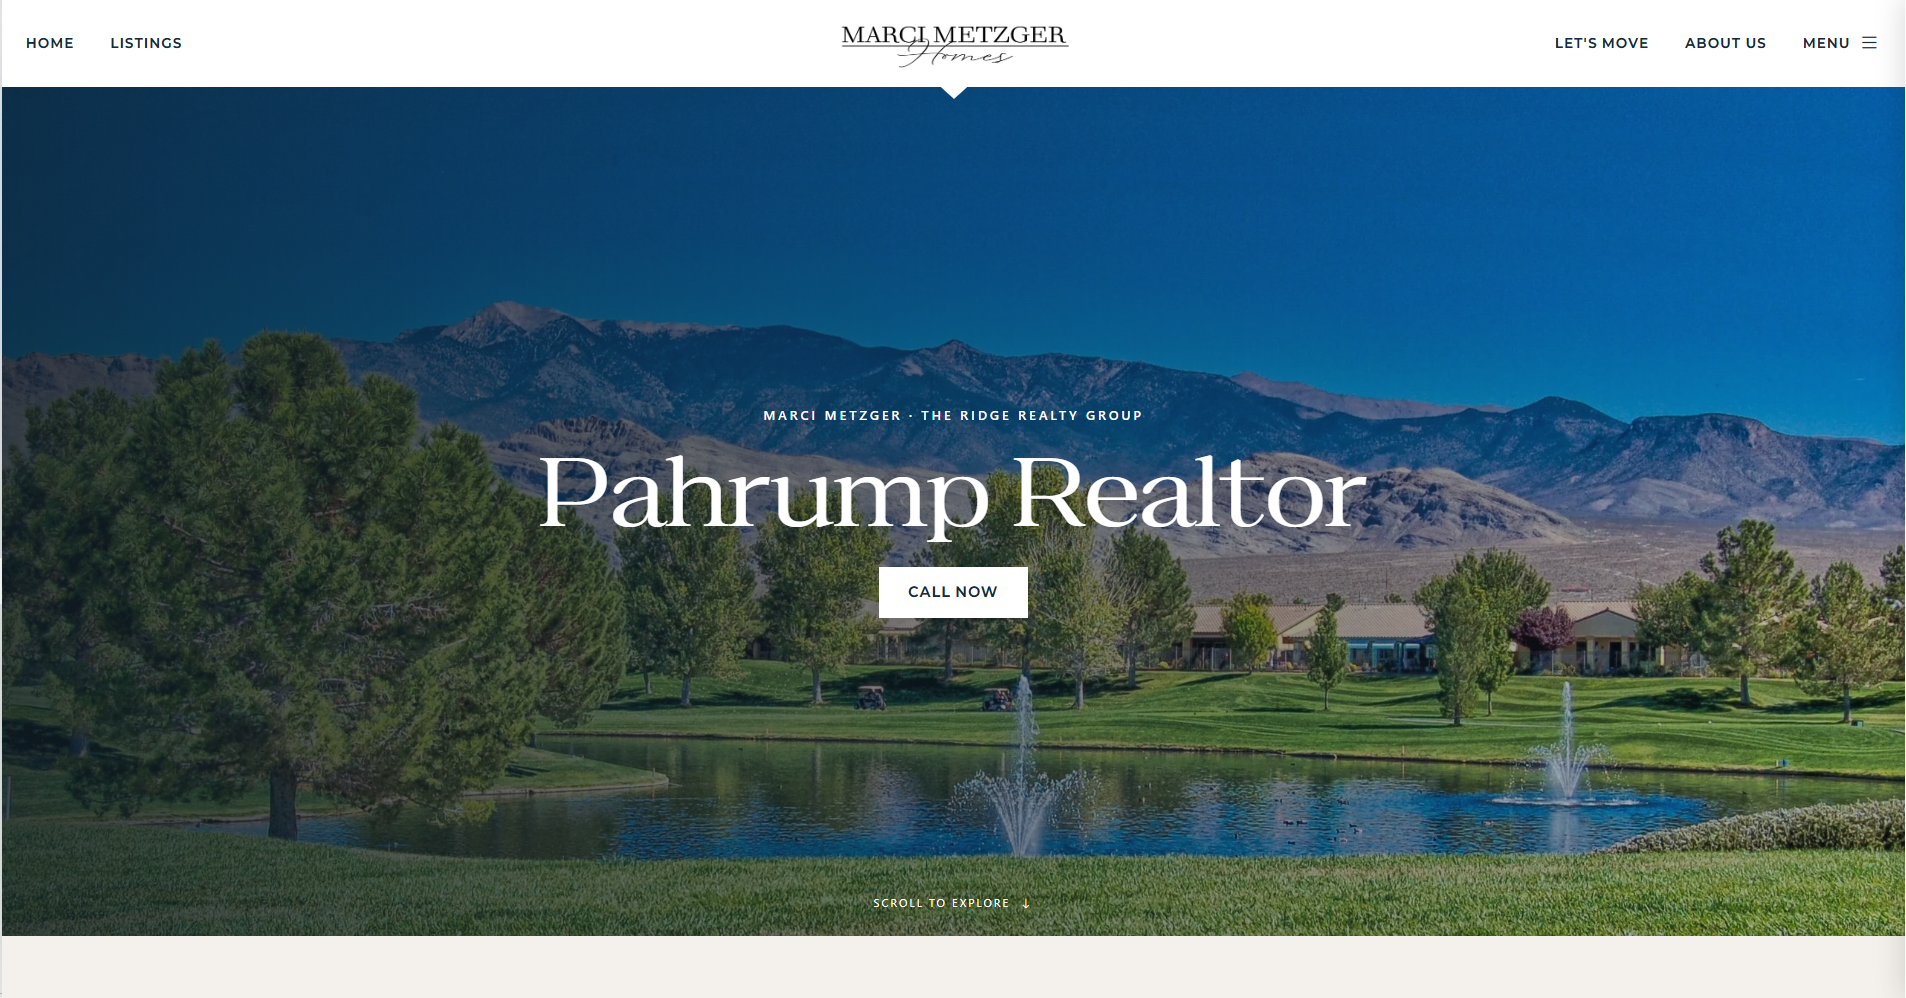 HOME
LISTINGS
MARCI METZGER
Homes
LET'S MOVE
ABOUT US
MENU
MARCI METZGER · THE RIDGE REALTY GROUP
Pahrump Realtor
CALL NOW
SCROLL TO EXPLORE ↓